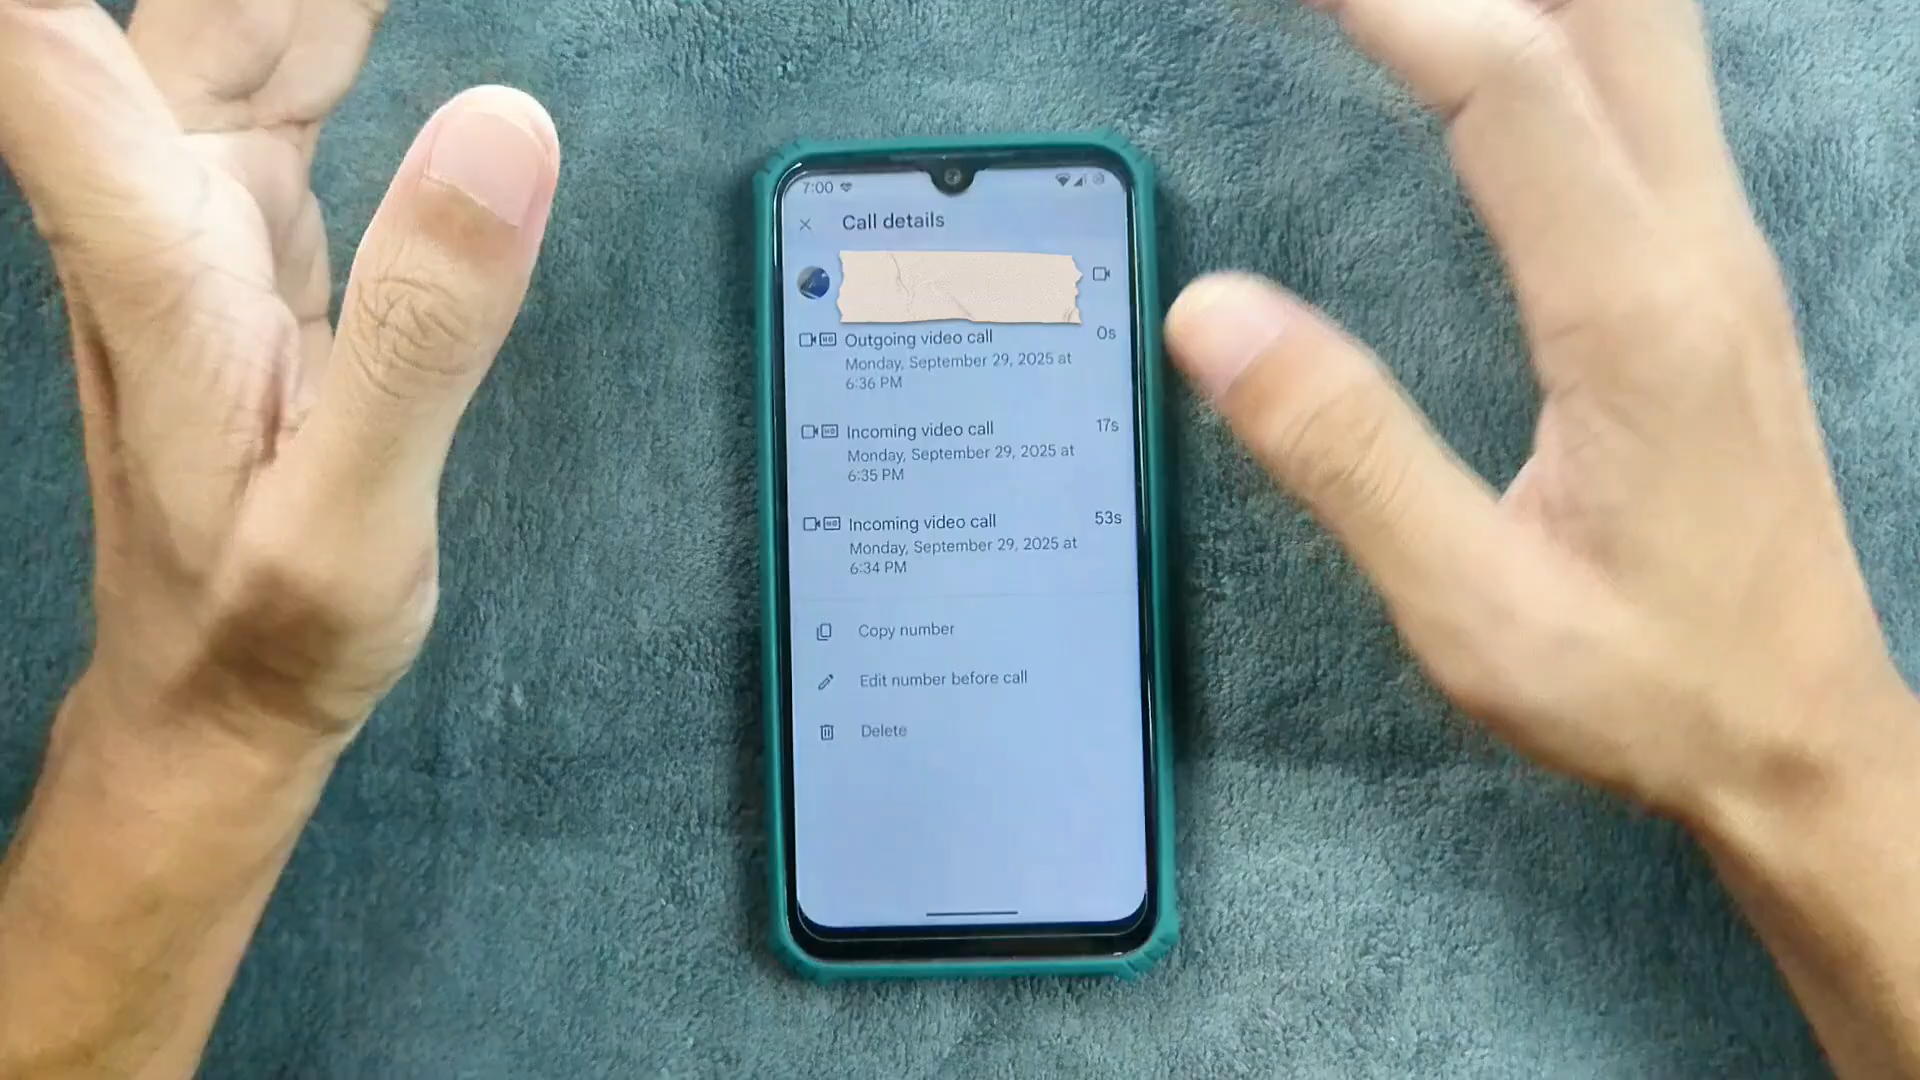 7:00
Call details
Outgoing video call 0s
Monday, September 29, 2025 at
6:36 PM
Incoming video call 17s
Monday, September 29, 2025 at
6:35 PM
Incoming video call 53s
Monday, September 29, 2025 at
6:34 PM
Copy number
Edit number before call
Delete